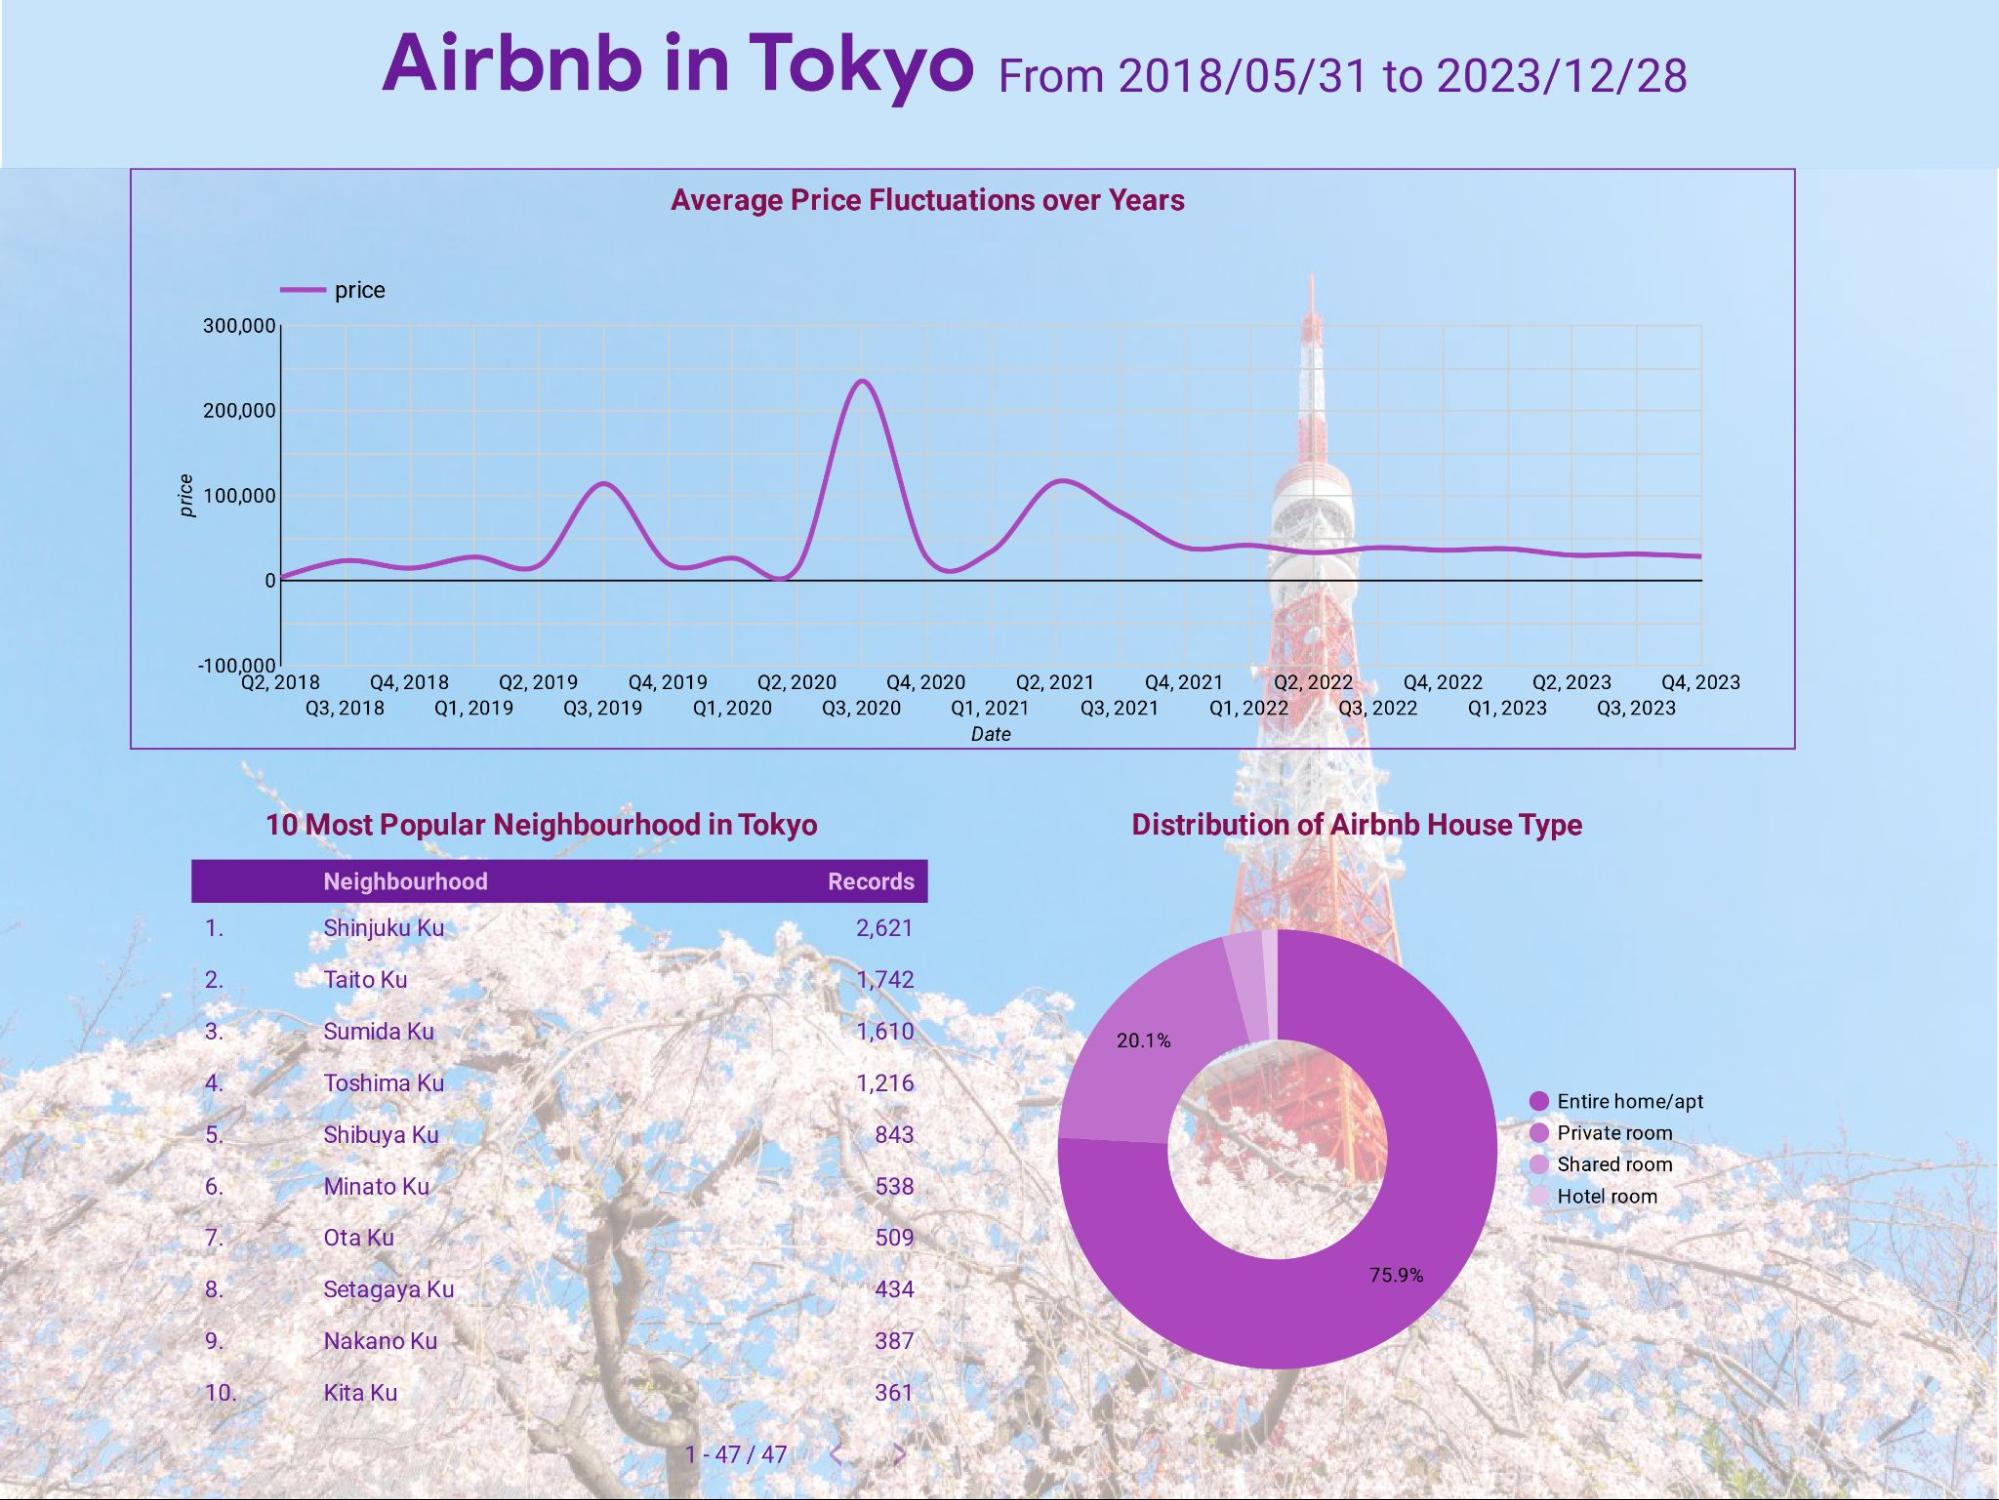 Airbnb in Tokyo From 2018/05/31 to 2023/12/28
Average Price Fluctuations over Years
price
300,000
200,000
100,000
0
-100,000
price
Q2, 2018 Q4, 2018 Q2, 2019 Q4, 2019 Q2, 2020 Q4, 2020 Q2, 2021 Q4, 2021 Q2, 2022 Q4, 2022 Q2, 2023 Q4, 2023
Q3, 2018 Q1, 2019 Q3, 2019 Q1, 2020 Q3, 2020 Q1, 2021 Q3, 2021 Q1, 2022 Q3, 2022 Q1, 2023 Q3, 2023
Date
10 Most Popular Neighbourhood in Tokyo
Neighbourhood Records
1. Shinjuku Ku 2,621
2. Taito Ku 1,742
3. Sumida Ku 1,610
4. Toshima Ku 1,216
5. Shibuya Ku 843
6. Minato Ku 538
7. Ota Ku 509
8. Setagaya Ku 434
9. Nakano Ku 387
10. Kita Ku 361
1 - 47 / 47 < >
Distribution of Airbnb House Type
20.1%
75.9%
Entire home/apt
Private room
Shared room
Hotel room